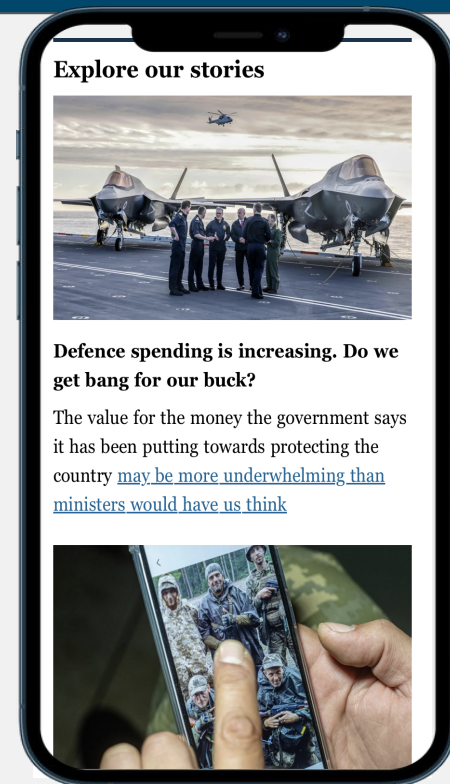 Explore our stories
Defence spending is increasing. Do we
get bang for our buck?
The value for the money the government says
it has been putting towards protecting the
country may be more underwhelming than
ministers would have us think